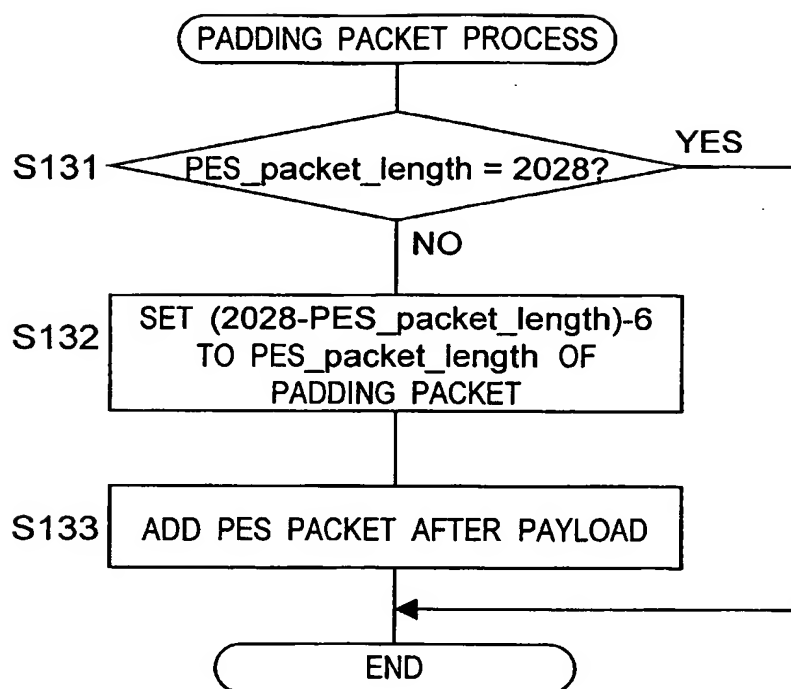 PADDING PACKET PROCESS
YES
S131
PES_packet_length = 2028?
NO
S132
SET (2028-PES_packet_length)-6
TO PES_packet_length OF
PADDING PACKET
S133
ADD PES PACKET AFTER PAYLOAD
END